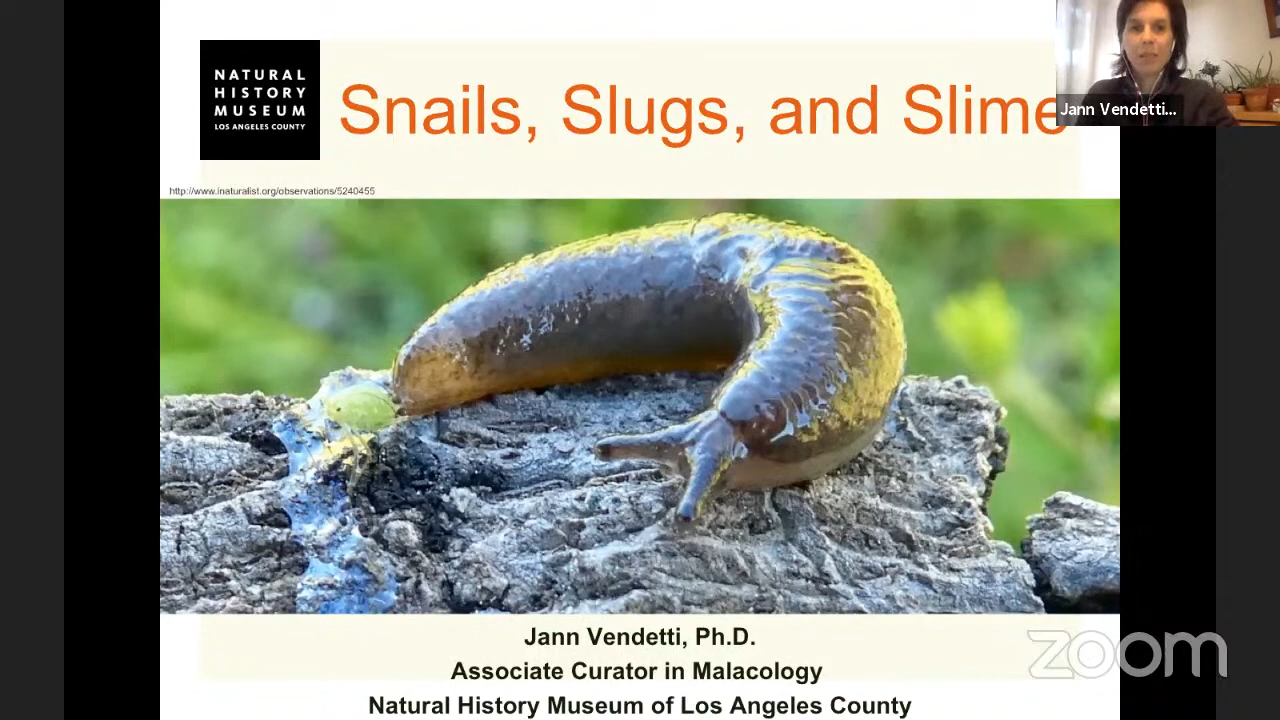 NATURAL
HISTORY
MUSEUM
LOS ANGELES COUNTY
Snails, Slugs, and Slime
Jann Vendetti...
http://www.inaturalist.org/observations/5240455
Jann Vendetti, Ph.D.
Associate Curator in Malacology
Natural History Museum of Los Angeles County
zoom